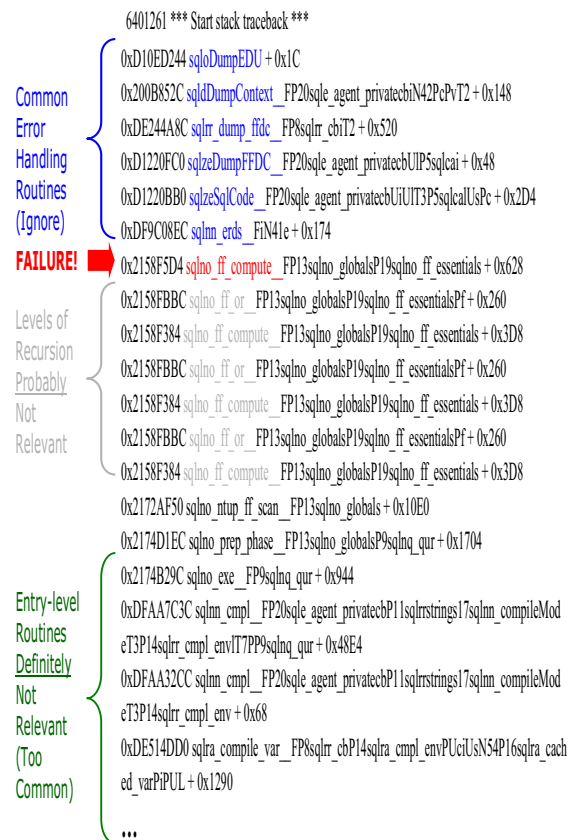 6401261 *** Start stack traceback ***
0xD10ED244 sqloDumpEDU + 0x1C
0x200B852C sqldDumpContext__FP20sqle_agent_privatecbiN42PcPvT2 + 0x148
0xDE244A8C sqlrr_dump_ffdc__FP8sqlrr_cbiT2 + 0x520
0xD1220FC0 sqlzeDumpFFDC__FP20sqle_agent_privatecbUlP5sqlcai + 0x48
0xD1220BB0 sqlzeSqlCode__FP20sqle_agent_privatecbUiUlT3P5sqlcaUsPc + 0x2D4
0xDF9C08EC sqlnn_erds__FiN41e + 0x174
Common
Error
Handling
Routines
(Ignore)
FAILURE!
0x2158F5D4 sqlno_ff_compute__FP13sqlno_globalsP19sqlno_ff_essentials + 0x628
0x2158FBBC sqlno_ff_or__FP13sqlno_globalsP19sqlno_ff_essentialsPf + 0x260
0x2158F384 sqlno_ff_compute__FP13sqlno_globalsP19sqlno_ff_essentials + 0x3D8
0x2158FBBC sqlno_ff_or__FP13sqlno_globalsP19sqlno_ff_essentialsPf + 0x260
0x2158F384 sqlno_ff_compute__FP13sqlno_globalsP19sqlno_ff_essentials + 0x3D8
0x2158FBBC sqlno_ff_or__FP13sqlno_globalsP19sqlno_ff_essentialsPf + 0x260
0x2158F384 sqlno_ff_compute__FP13sqlno_globalsP19sqlno_ff_essentials + 0x3D8
Levels of
Recursion
Probably
Not
Relevant
0x2172AF50 sqlno_ntup_ff_scan__FP13sqlno_globals + 0x10E0
0x2174D1EC sqlno_prep_phase__FP13sqlno_globalsP9sqlnq_qur + 0x1704
0x2174B29C sqlno_exe__FP9sqlnq_qur + 0x944
0xDFAA7C3C sqlnn_cmpl__FP20sqle_agent_privatecbP11sqlrrstrings17sqlnn_compileMod
eT3P14sqlrr_cmpl_envlT7PP9sqlnq_qur + 0x48E4
0xDFAA32CC sqlnn_cmpl__FP20sqle_agent_privatecbP11sqlrrstrings17sqlnn_compileMod
eT3P14sqlrr_cmpl_env + 0x68
0xDE514DD0 sqlra_compile_var__FP8sqlrr_cbP14sqlra_cmpl_envPUciUsN54P16sqlra_cach
ed_varPiPUL + 0x1290
...
Entry-level
Routines
Definitely
Not
Relevant
(Too
Common)